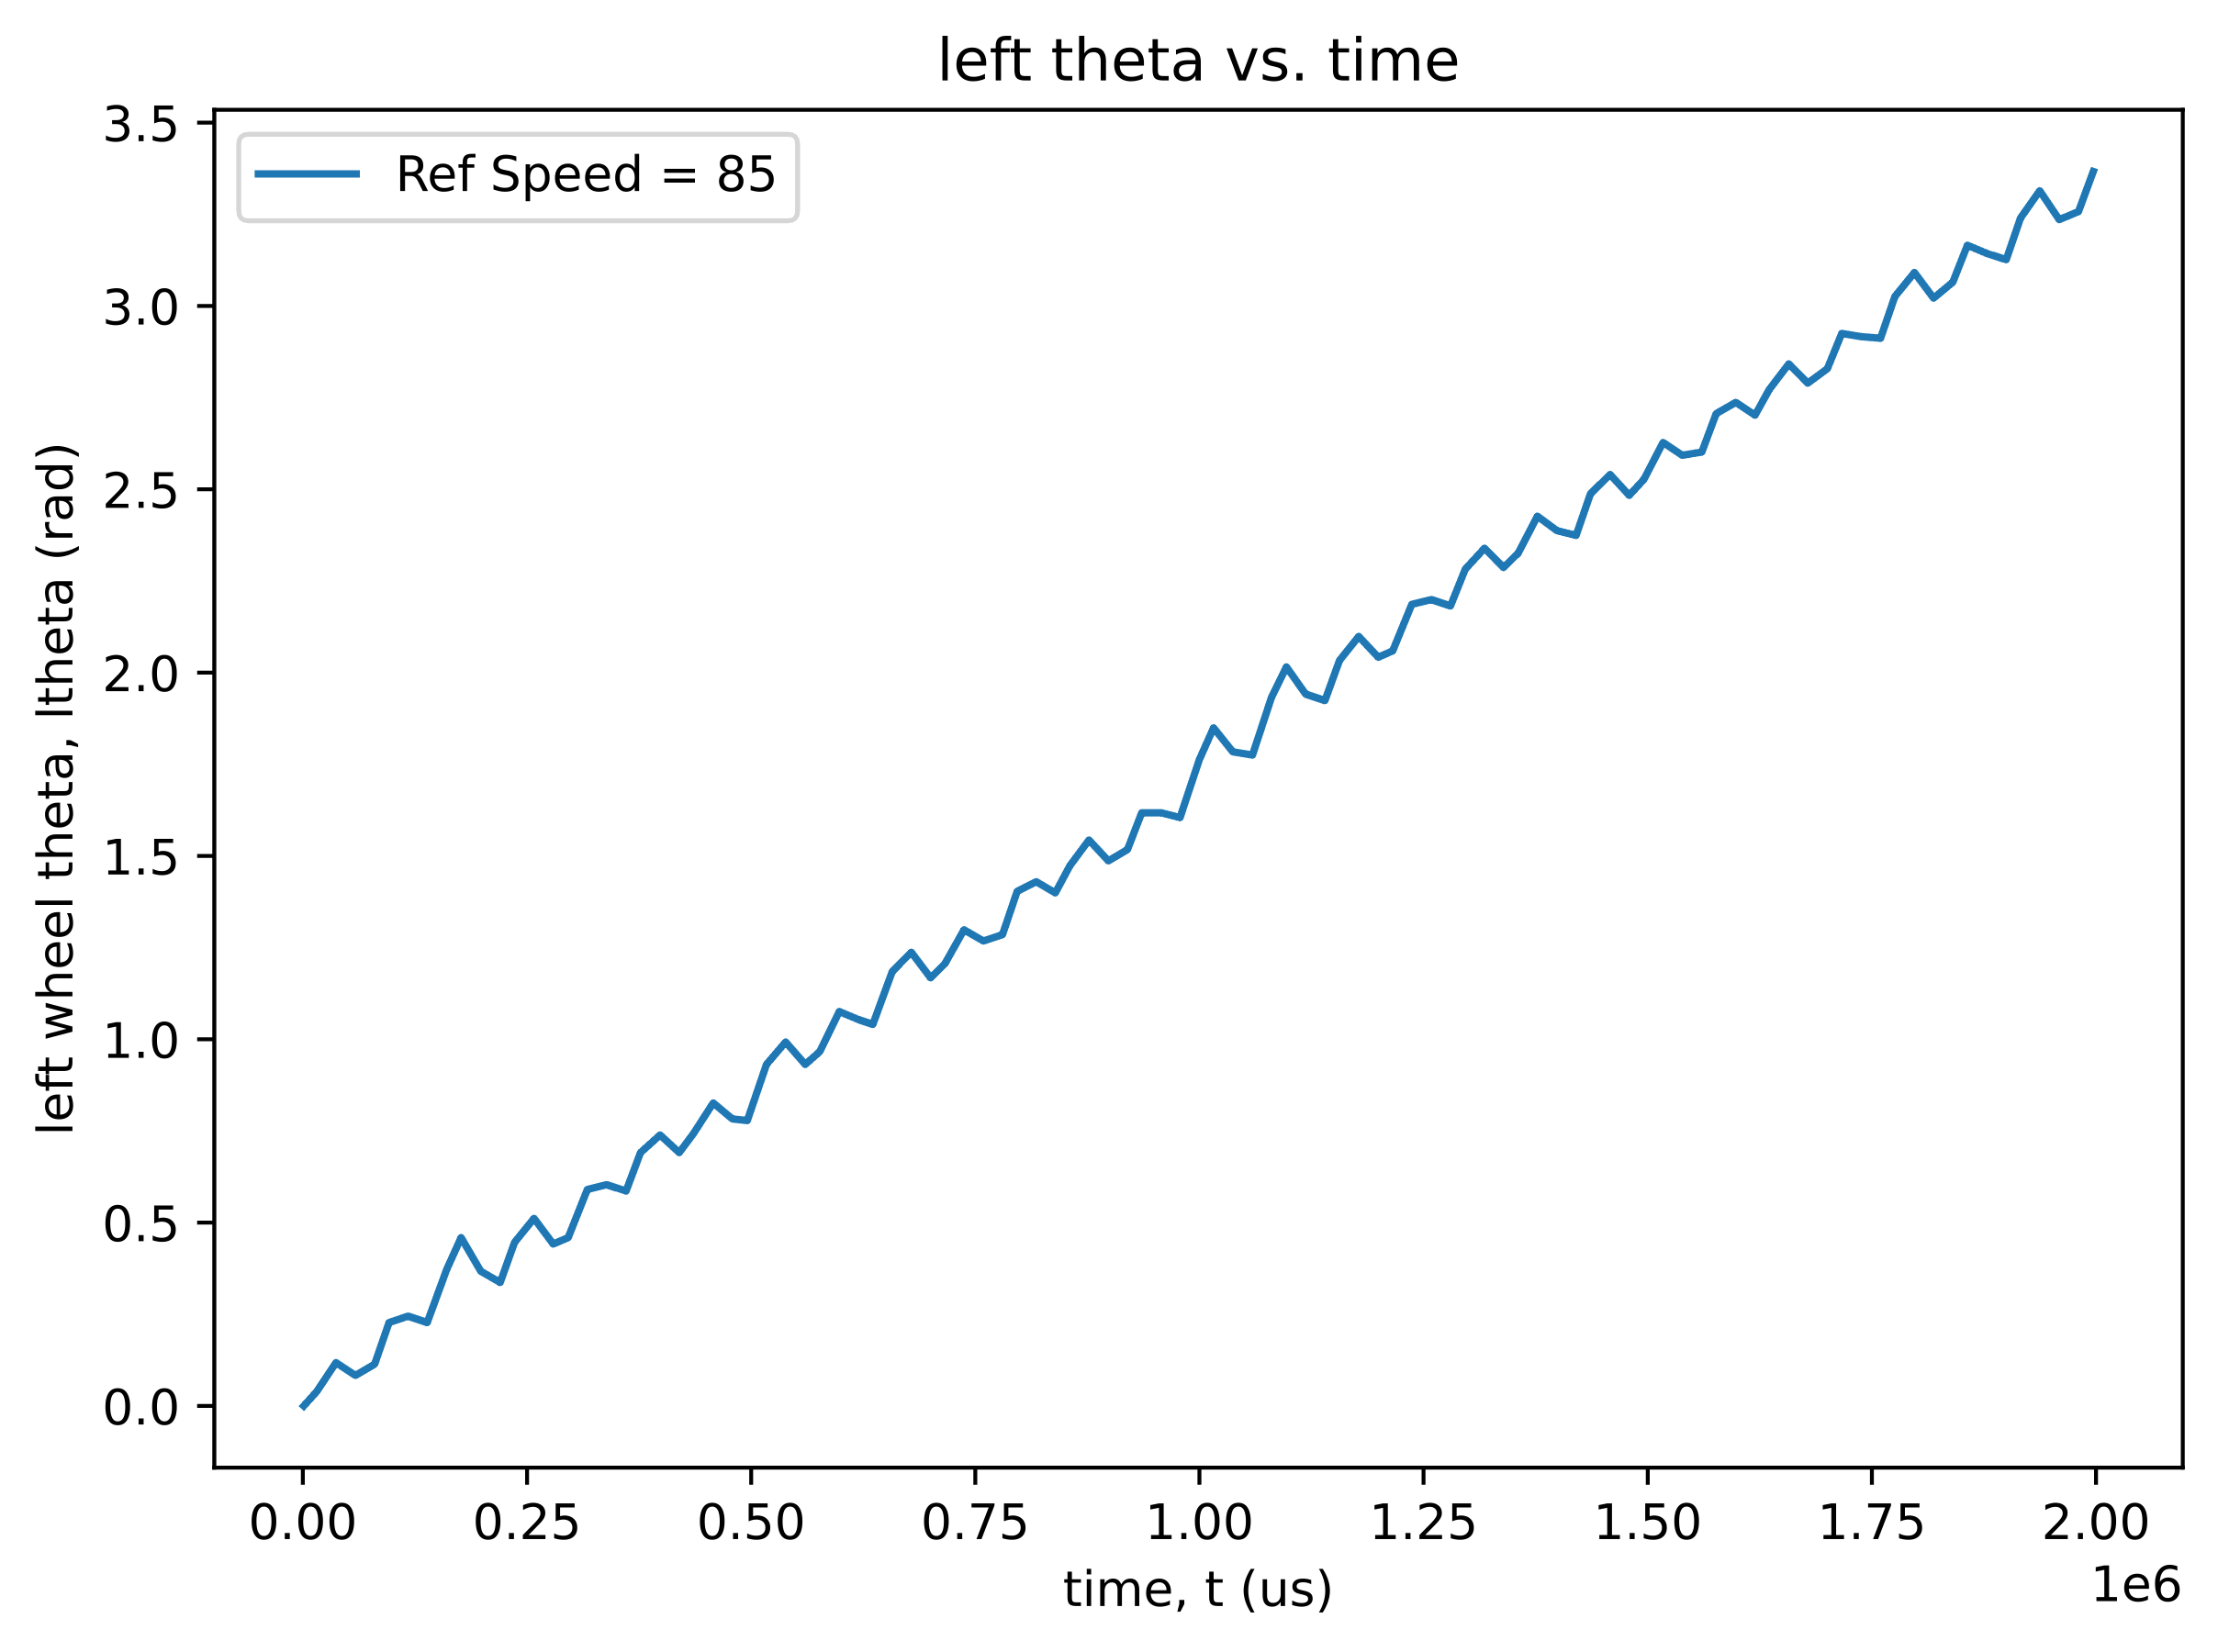 left theta vs. time
Ref Speed = 85
left wheel theta, ltheta (rad)
3.5
3.0
2.5
2.0
1.5
1.0
0.5
0.0
0.00 0.25 0.50 0.75 1.00 1.25 1.50 1.75 2.00
1e6
time, t (us)